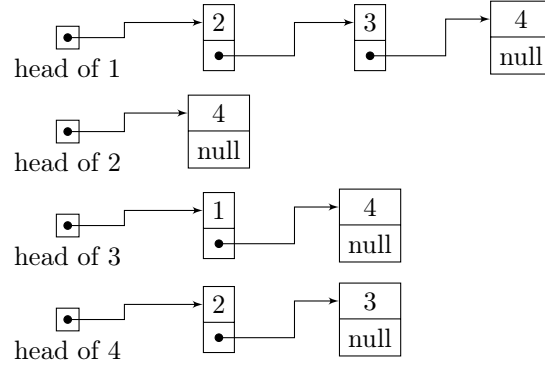 2 3 4
null
head of 1
4
null
head of 2
1 4
null
head of 3
2 3
null
head of 4